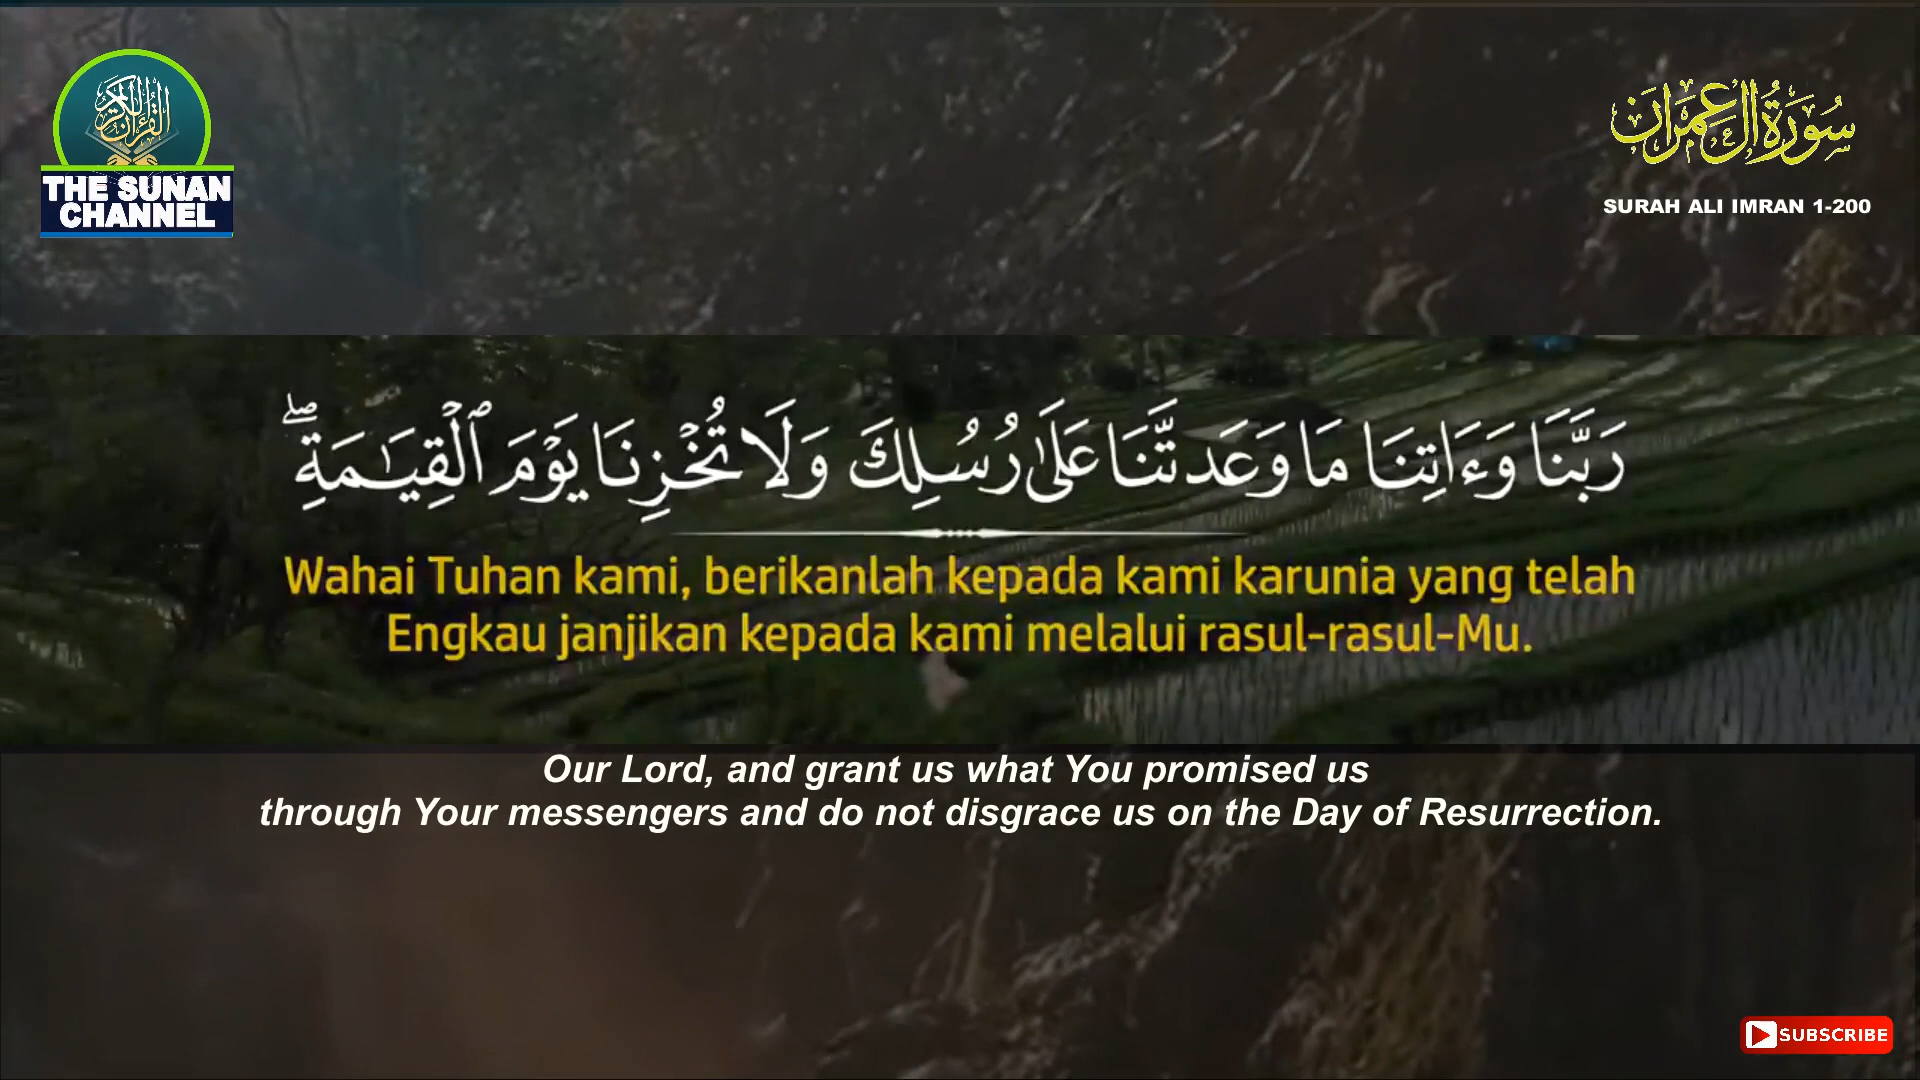 القرآن الكريم
THE SUNAN
CHANNEL
سُورَةُ آلِ عِمْرَان
SURAH ALI IMRAN 1-200
رَبَّنَا وَءَاتِنَا مَا وَعَدتَّنَا عَلَىٰ رُسُلِكَ وَلَا تُخْزِنَا يَوْمَ ٱلْقِيَـٰمَةِ ۖ
Wahai Tuhan kami, berikanlah kepada kami karunia yang telah
Engkau janjikan kepada kami melalui rasul-rasul-Mu.
Our Lord, and grant us what You promised us
through Your messengers and do not disgrace us on the Day of Resurrection.
SUBSCRIBE